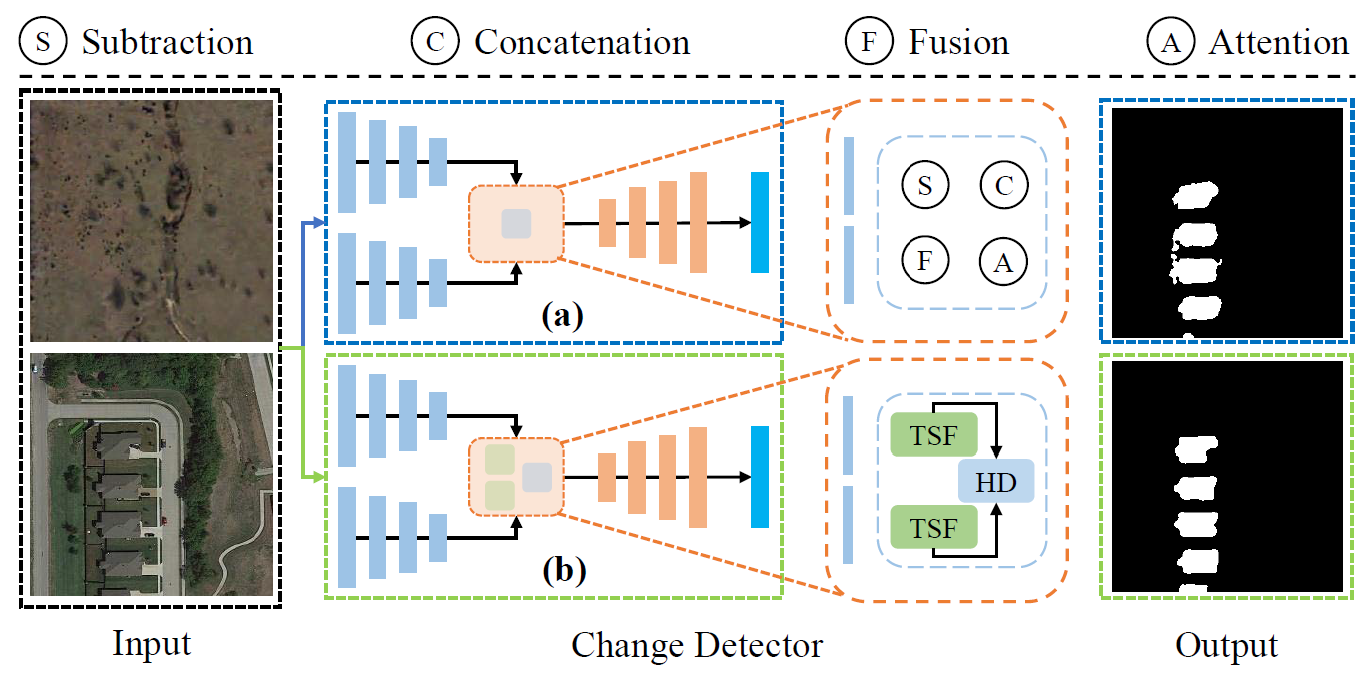 S Subtraction C Concatenation F Fusion A Attention
S C
F A
(a)
TSF
HD
TSF
(b)
Input Change Detector Output